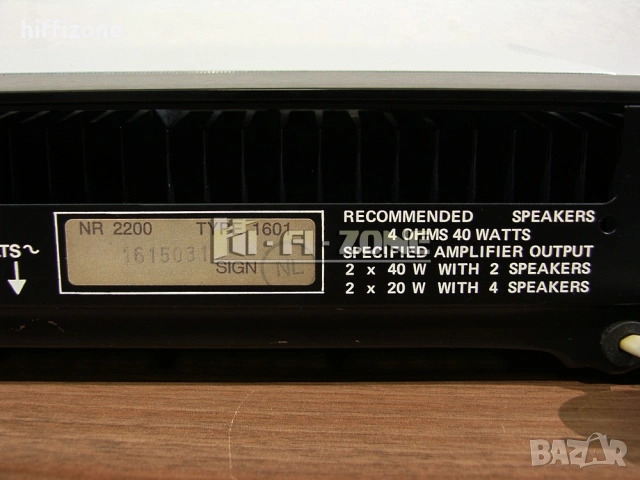 hiffizone
NR 2200 TYPE 1601
1615031
SIGN NL
LTS~
RECOMMENDED SPEAKERS
4 OHMS 40 WATTS
SPECIFIED AMPLIFIER OUTPUT
2 x 40 W WITH 2 SPEAKERS
2 x 20 W WITH 4 SPEAKERS
HI-FI-ZONE
BAZAR